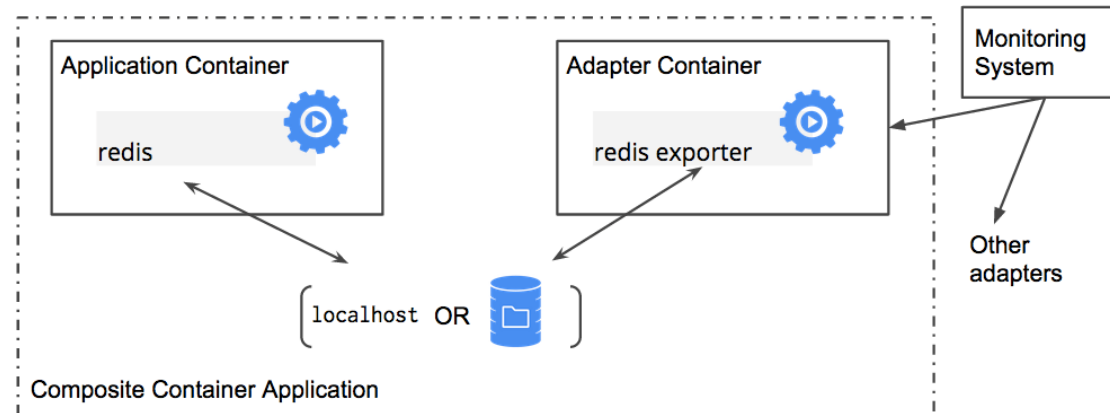 Application Container
redis
Adapter Container
redis exporter
Monitoring
System
Other
adapters
localhost OR
Composite Container Application